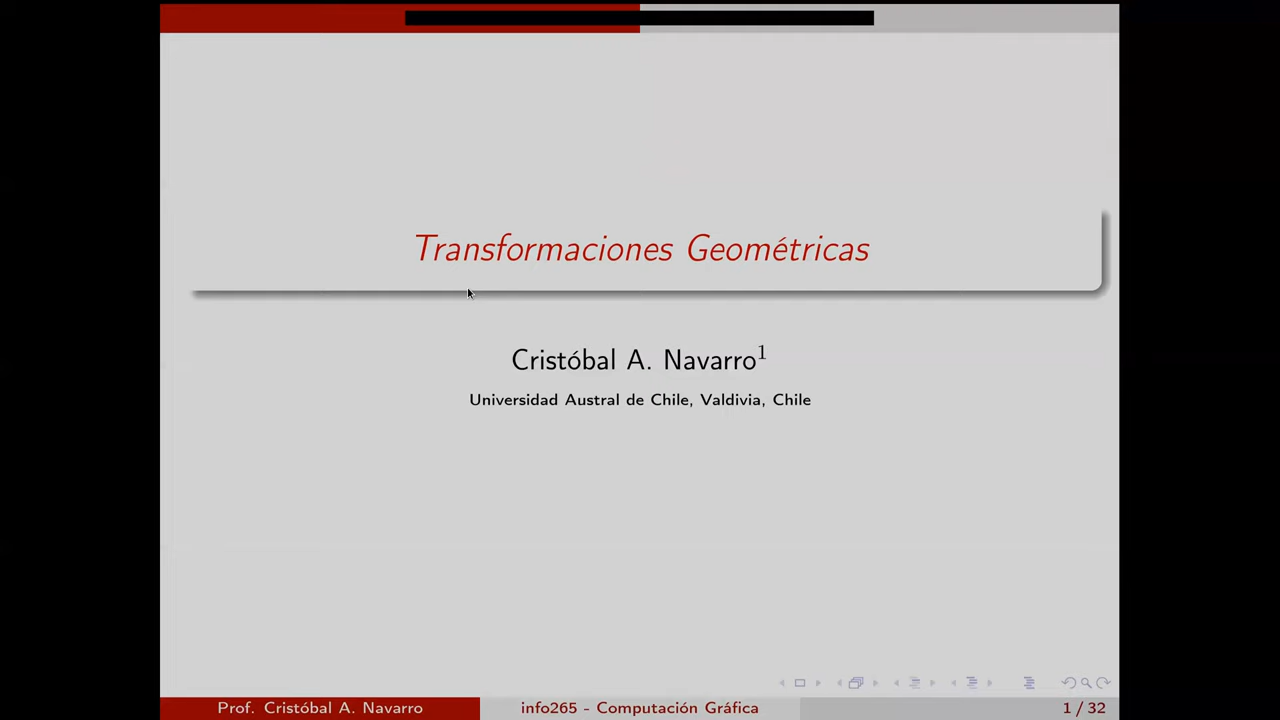 Transformaciones Geométricas
Cristóbal A. Navarro¹
Universidad Austral de Chile, Valdivia, Chile
Prof. Cristóbal A. Navarro
info265 - Computación Gráfica
1 / 32